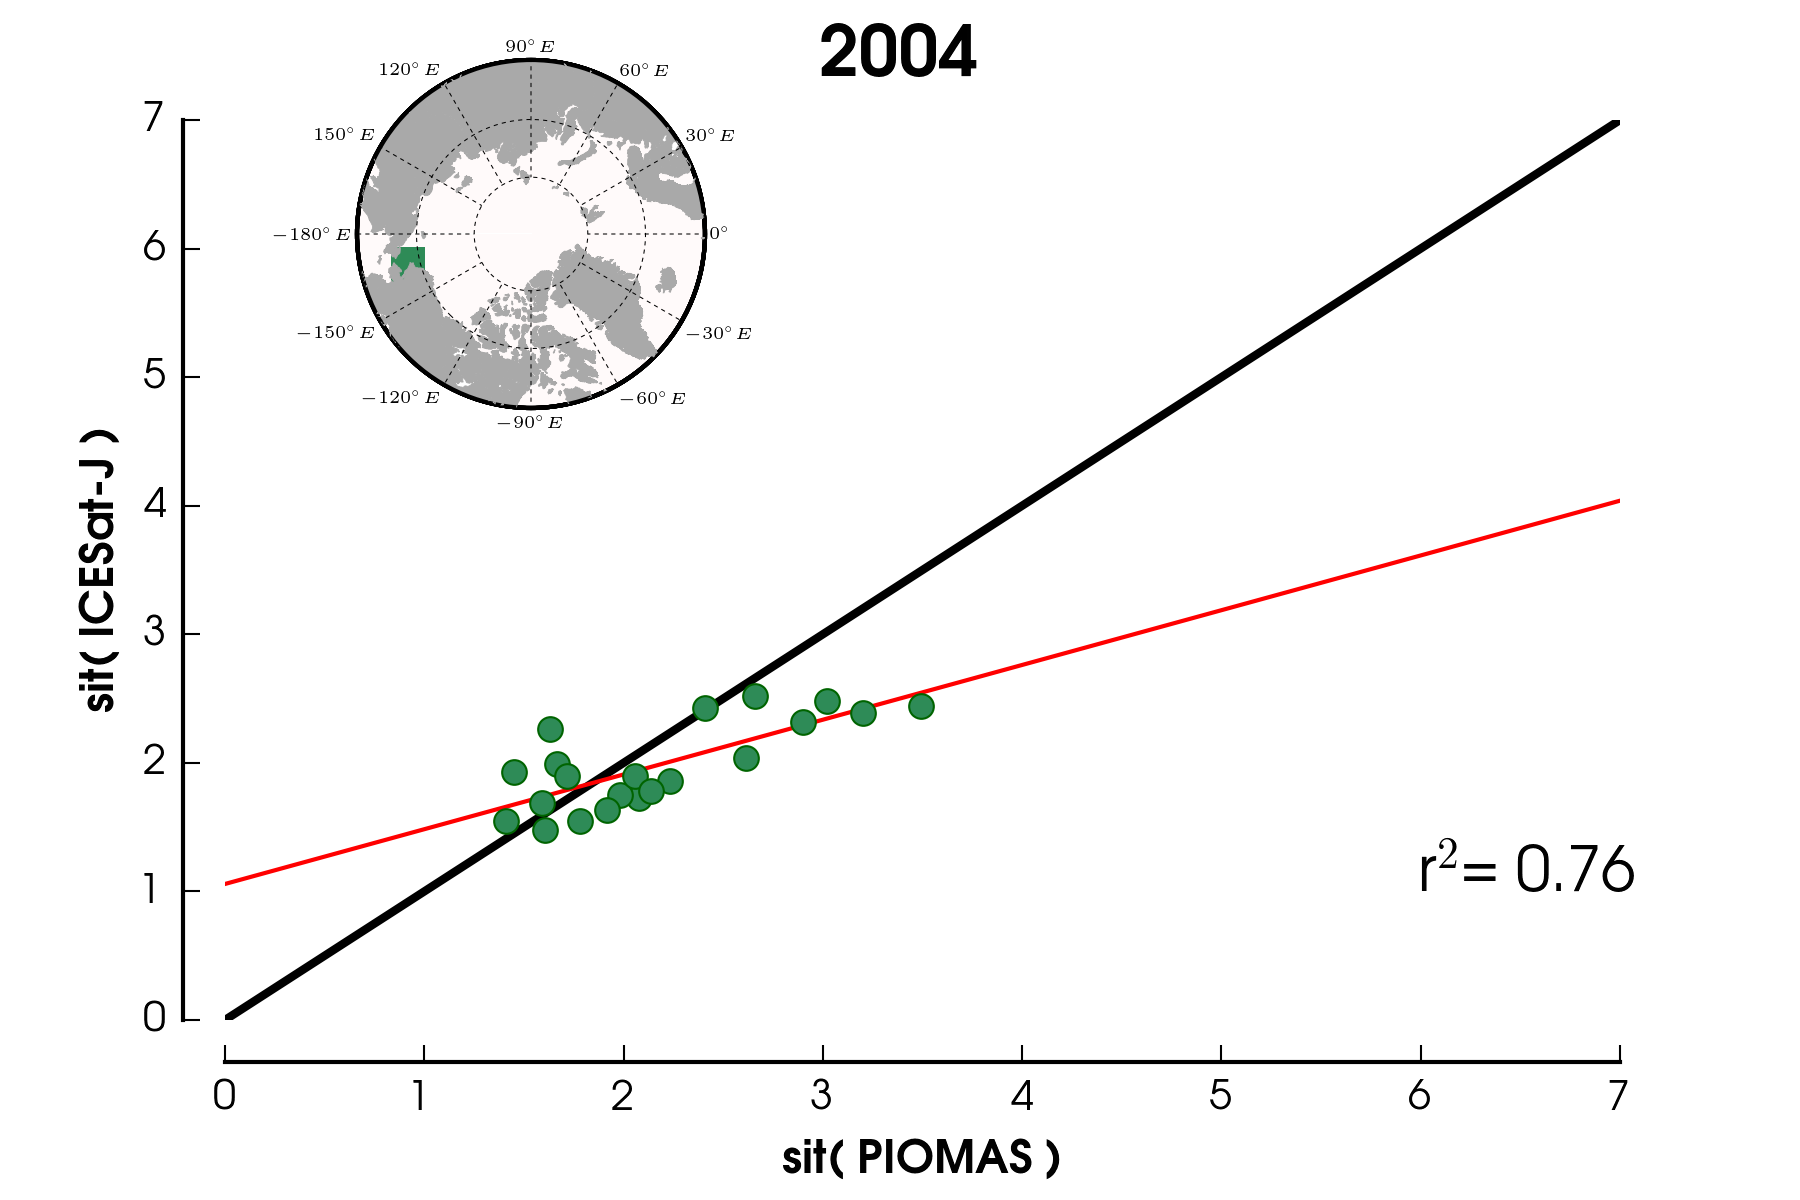 2004
90° E
120° E
60° E
150° E
30° E
−180° E
0°
−150° E
−30° E
−120° E
−60° E
−90° E
7
6
5
4
3
2
1
0
sit( ICESat-J )
r²= 0.76
0 1 2 3 4 5 6 7
sit( PIOMAS )